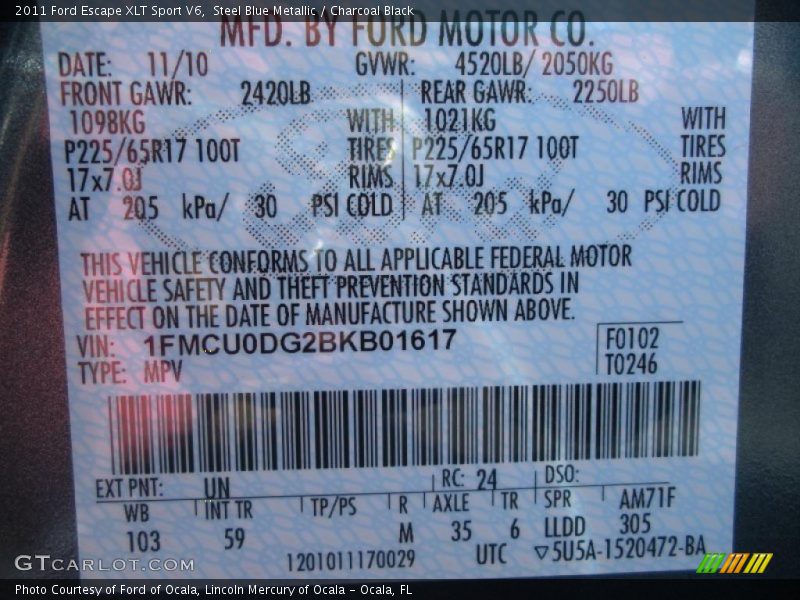 2011 Ford Escape XLT Sport V6,  Steel Blue Metallic / Charcoal Black
MFD. BY FORD MOTOR CO.
DATE: 11/10 GVWR: 4520LB/ 2050KG
FRONT GAWR: 2420LB REAR GAWR: 2250LB
1098KG WITH 1021KG WITH
P225/65R17 100T TIRES P225/65R17 100T TIRES
17x7.0J RIMS 17x7.0J RIMS
AT 205 kPa/ 30 PSI COLD AT 205 kPa/ 30 PSI COLD
THIS VEHICLE CONFORMS TO ALL APPLICABLE FEDERAL MOTOR
VEHICLE SAFETY AND THEFT PREVENTION STANDARDS IN
EFFECT ON THE DATE OF MANUFACTURE SHOWN ABOVE.
VIN: 1FMCU0DG2BKB01617 F0102
TYPE: MPV T0246
EXT PNT: UN RC: 24 DSO:
WB INT TR TP/PS R AXLE TR SPR AM71F
103 59 M 35 6 LLDD 305
1201011170029 UTC ▽5U5A-1520472-BA
GTCARLOT.COM
Photo Courtesy of Ford of Ocala, Lincoln Mercury of Ocala – Ocala, FL